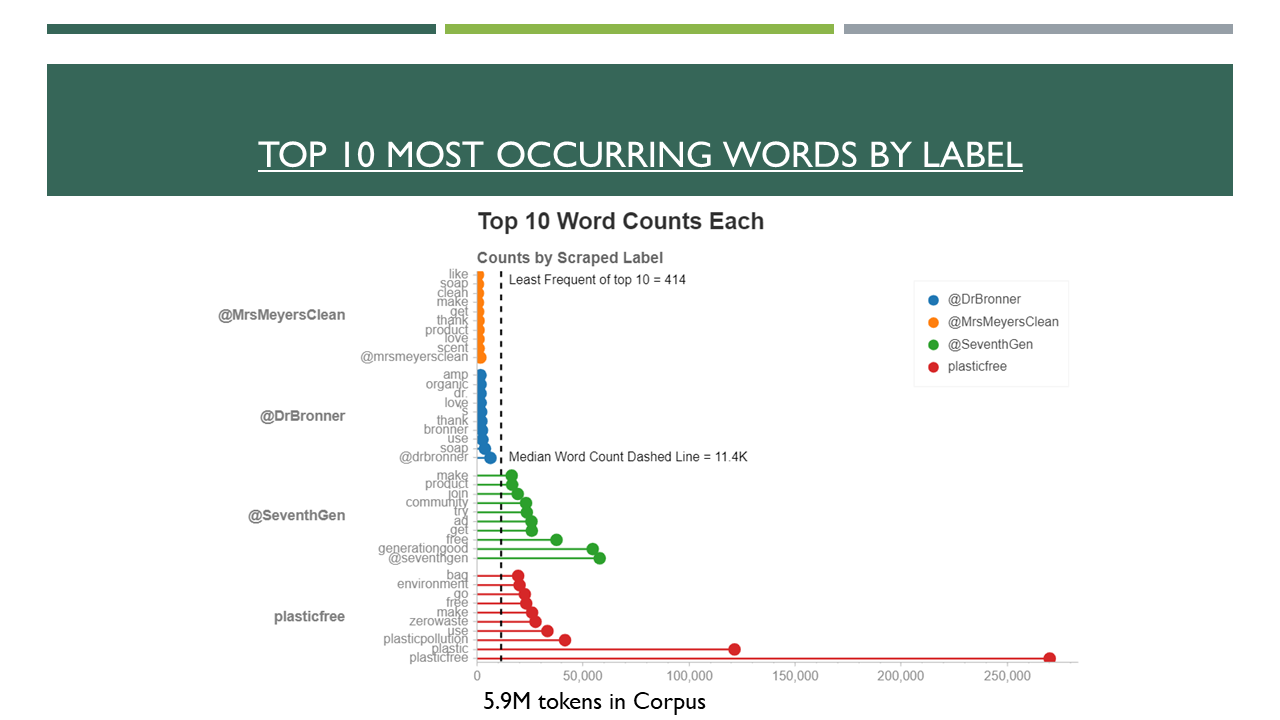 TOP 10 MOST OCCURRING WORDS BY LABEL
Top 10 Word Counts Each
Counts by Scraped Label
Least Frequent of top 10 = 414
@MrsMeyersClean
like
soap
clean
make
get
thank
product
love
scent
@mrsmeyersclean
@DrBronner
amp
organic
dr.
love
's
thank
bronner
use
soap
@drbronner
Median Word Count Dashed Line = 11.4K
@SeventhGen
make
product
join
community
try
ad
get
free
generationgood
@seventhgen
plasticfree
bag
environment
go
free
make
zerowaste
use
plasticpollution
plastic
plasticfree
0 50,000 100,000 150,000 200,000 250,000
@DrBronner
@MrsMeyersClean
@SeventhGen
plasticfree
5.9M tokens in Corpus